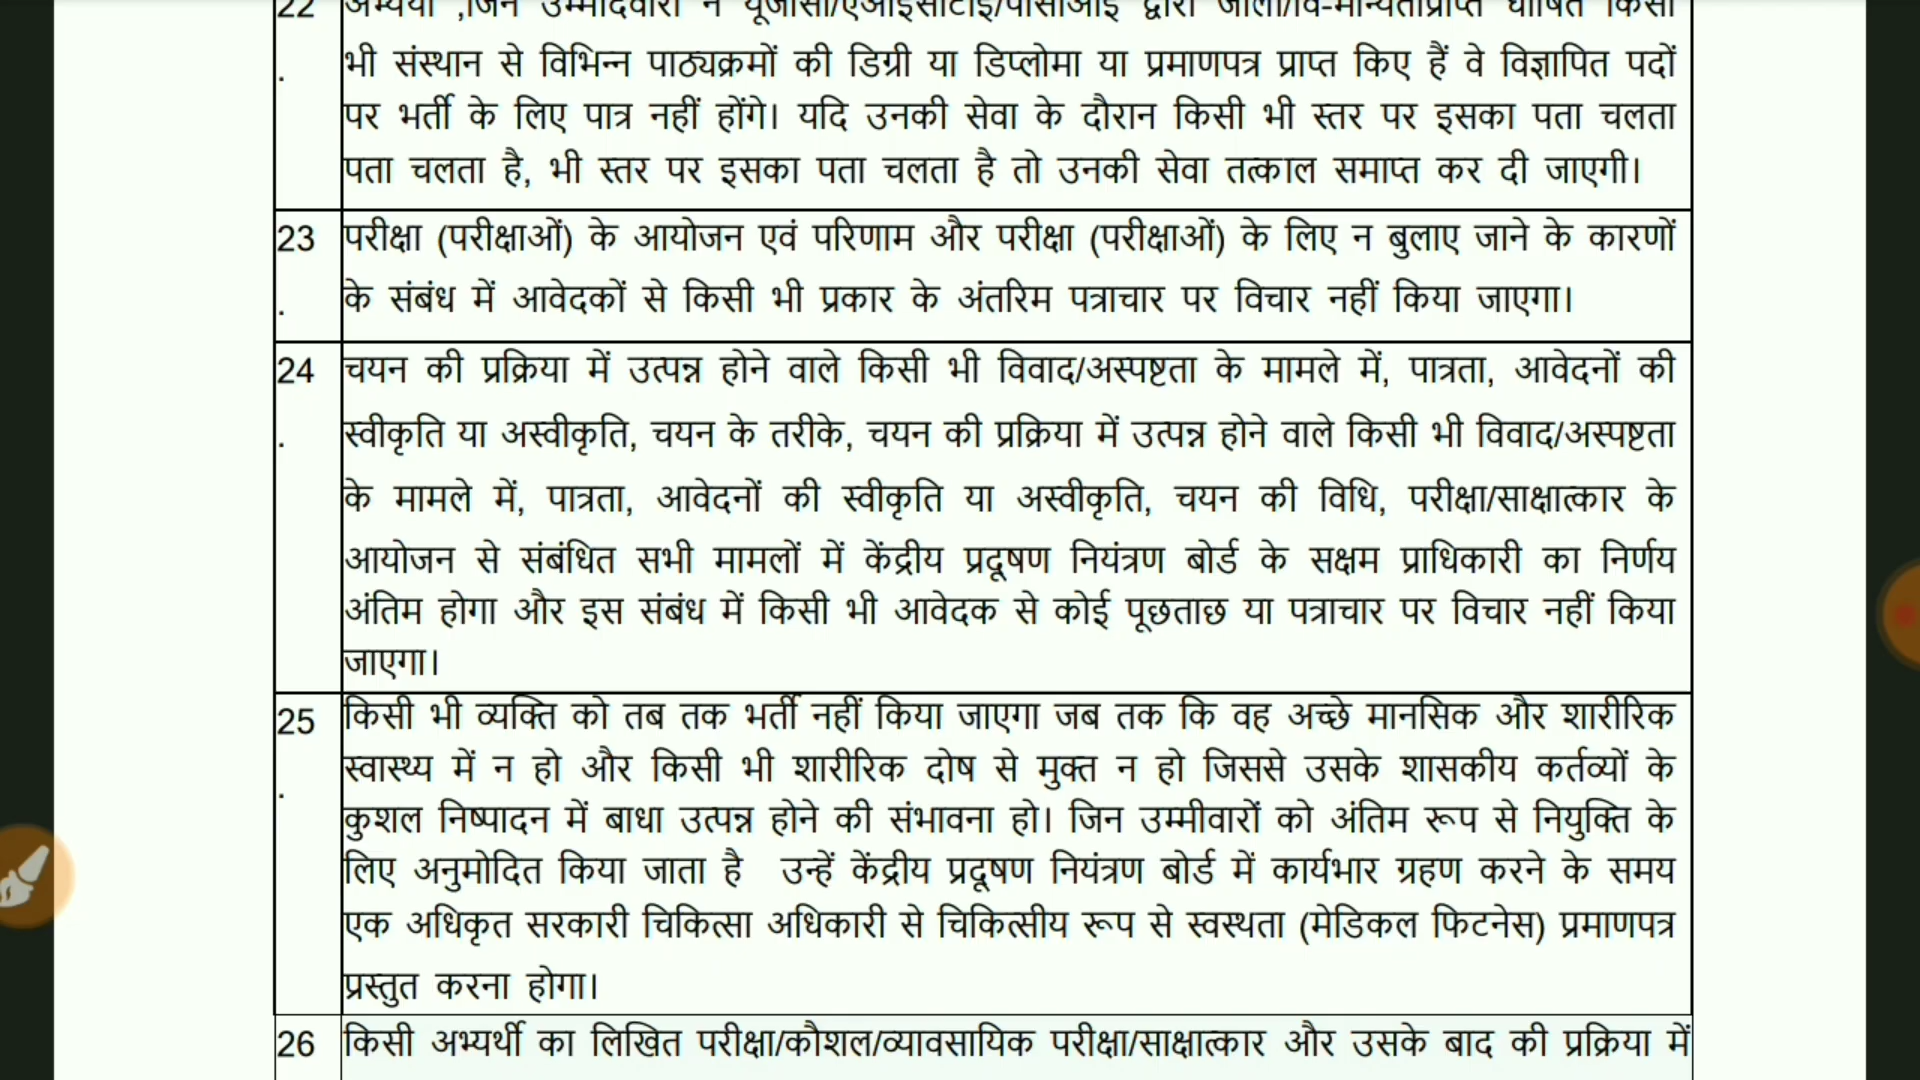 22 अभ्यर्थी ,जिन उम्मीदवारों ने यूजीसी/एआईसीटीई/पीसीआई द्वारा जाली/वि-मान्यताप्राप्त घोषित किसी
. भी संस्थान से विभिन्न पाठ्यक्रमों की डिग्री या डिप्लोमा या प्रमाणपत्र प्राप्त किए हैं वे विज्ञापित पदों
पर भर्ती के लिए पात्र नहीं होंगे। यदि उनकी सेवा के दौरान किसी भी स्तर पर इसका पता चलता
पता चलता है, भी स्तर पर इसका पता चलता है तो उनकी सेवा तत्काल समाप्त कर दी जाएगी।
23 परीक्षा (परीक्षाओं) के आयोजन एवं परिणाम और परीक्षा (परीक्षाओं) के लिए न बुलाए जाने के कारणों
. के संबंध में आवेदकों से किसी भी प्रकार के अंतरिम पत्राचार पर विचार नहीं किया जाएगा।
24 चयन की प्रक्रिया में उत्पन्न होने वाले किसी भी विवाद/अस्पष्टता के मामले में, पात्रता, आवेदनों की
. स्वीकृति या अस्वीकृति, चयन के तरीके, चयन की प्रक्रिया में उत्पन्न होने वाले किसी भी विवाद/अस्पष्टता
के मामले में, पात्रता, आवेदनों की स्वीकृति या अस्वीकृति, चयन की विधि, परीक्षा/साक्षात्कार के
आयोजन से संबंधित सभी मामलों में केंद्रीय प्रदूषण नियंत्रण बोर्ड के सक्षम प्राधिकारी का निर्णय
अंतिम होगा और इस संबंध में किसी भी आवेदक से कोई पूछताछ या पत्राचार पर विचार नहीं किया
जाएगा।
25 किसी भी व्यक्ति को तब तक भर्ती नहीं किया जाएगा जब तक कि वह अच्छे मानसिक और शारीरिक
. स्वास्थ्य में न हो और किसी भी शारीरिक दोष से मुक्त न हो जिससे उसके शासकीय कर्तव्यों के
कुशल निष्पादन में बाधा उत्पन्न होने की संभावना हो। जिन उम्मीवारों को अंतिम रूप से नियुक्ति के
लिए अनुमोदित किया जाता है उन्हें केंद्रीय प्रदूषण नियंत्रण बोर्ड में कार्यभार ग्रहण करने के समय
एक अधिकृत सरकारी चिकित्सा अधिकारी से चिकित्सीय रूप से स्वस्थता (मेडिकल फिटनेस) प्रमाणपत्र
प्रस्तुत करना होगा।
26 किसी अभ्यर्थी का लिखित परीक्षा/कौशल/व्यावसायिक परीक्षा/साक्षात्कार और उसके बाद की प्रक्रिया में